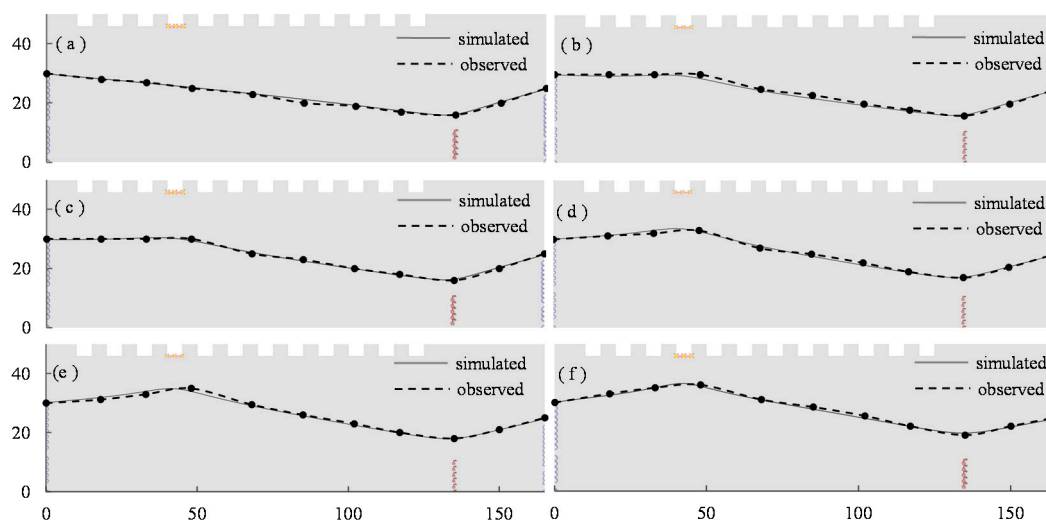 40
( a )
simulated
observed
( b )
simulated
observed
20
0
40
( c )
simulated
observed
( d )
simulated
observed
20
0
40
(e)
simulated
observed
( f )
simulated
observed
20
0
0 50 100 150
0 50 100 150